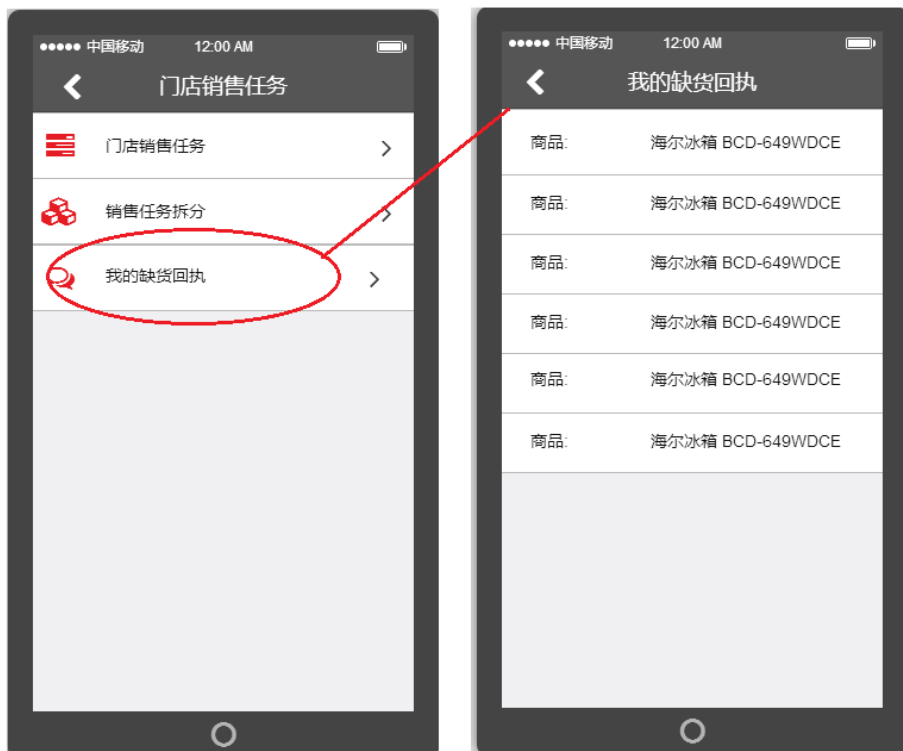 中国移动 12:00 AM
门店销售任务
门店销售任务
销售任务拆分
我的缺货回执
中国移动 12:00 AM
我的缺货回执
商品: 海尔冰箱 BCD-649WDCE
商品: 海尔冰箱 BCD-649WDCE
商品: 海尔冰箱 BCD-649WDCE
商品: 海尔冰箱 BCD-649WDCE
商品: 海尔冰箱 BCD-649WDCE
商品: 海尔冰箱 BCD-649WDCE